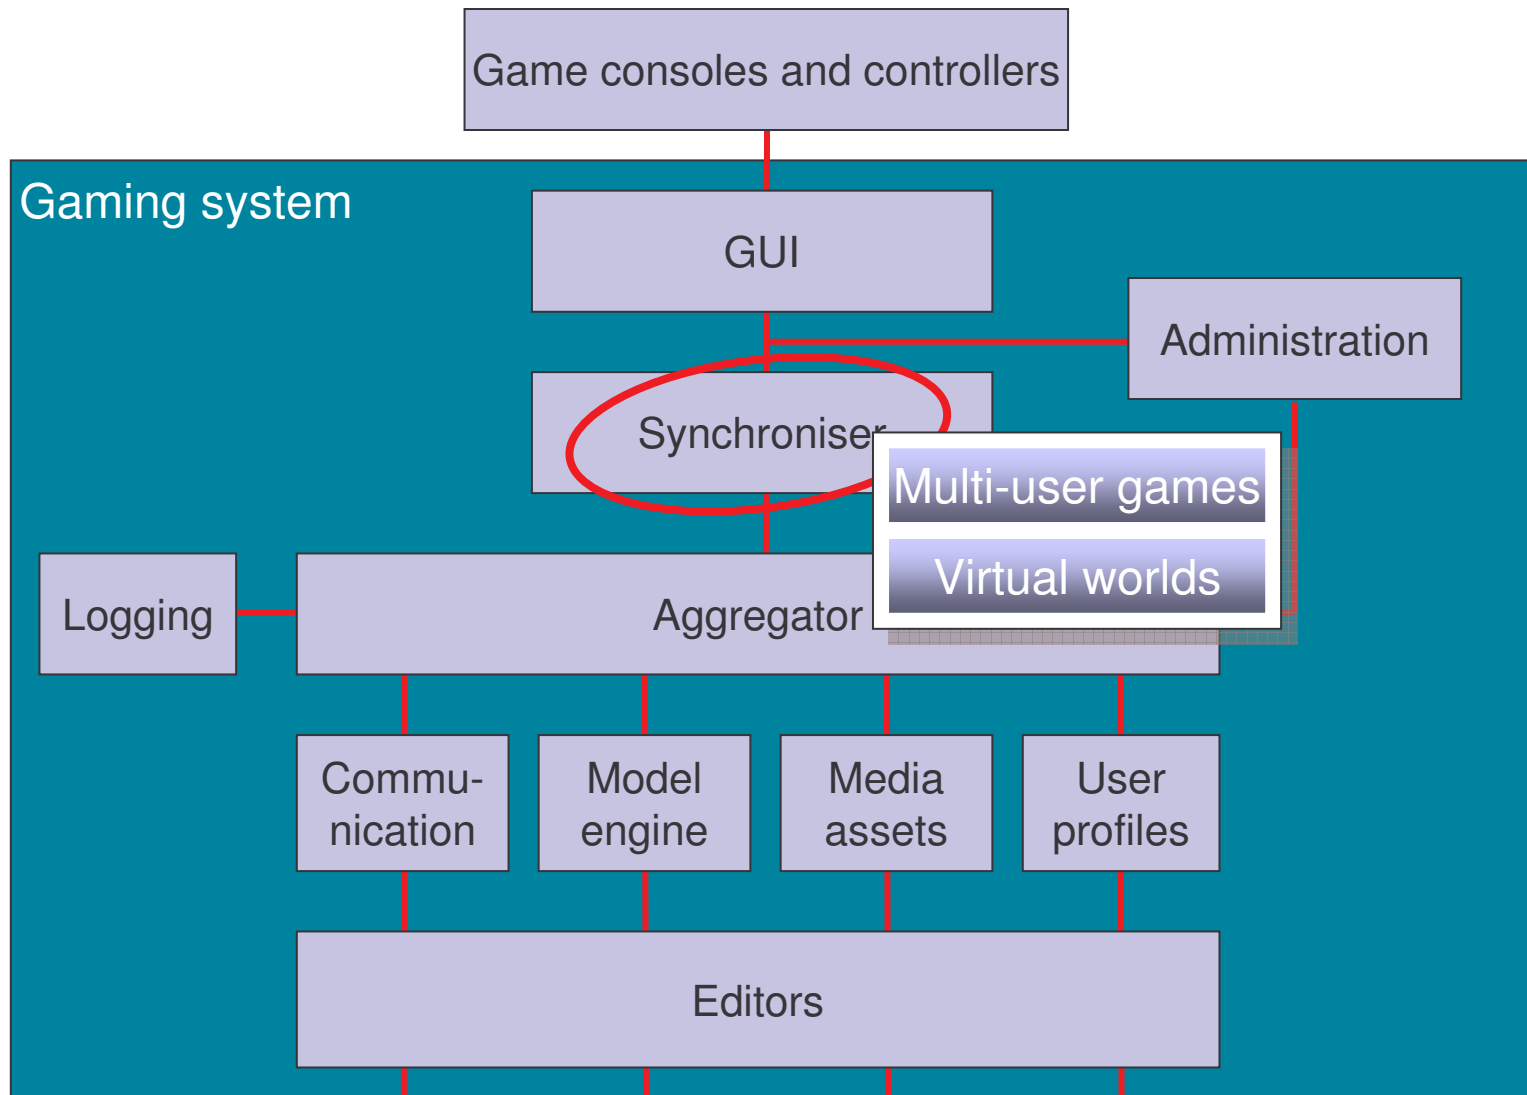 Game consoles and controllers
Gaming system
GUI
Administration
Synchroniser
Multi-user games
Virtual worlds
Logging
Aggregator
Commu-
nication
Model
engine
Media
assets
User
profiles
Editors